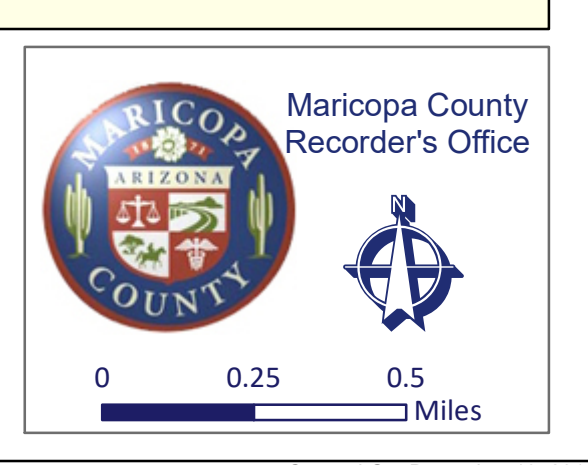 MARICOPA
1871
ARIZONA
COUNTY
Maricopa County
Recorder's Office
N
0 0.25 0.5
Miles